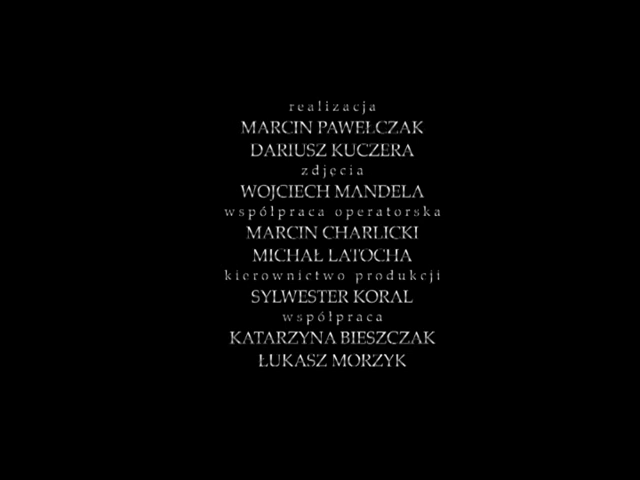 realizacja
MARCIN PAWEŁCZAK
DARIUSZ KUCZERA
zdjęcia
WOJCIECH MANDELA
współpraca operatorska
MARCIN CHARLICKI
MICHAŁ LATOCHA
kierownictwo produkcji
SYLWESTER KORAL
współpraca
KATARZYNA BIESZCZAK
ŁUKASZ MORZYK